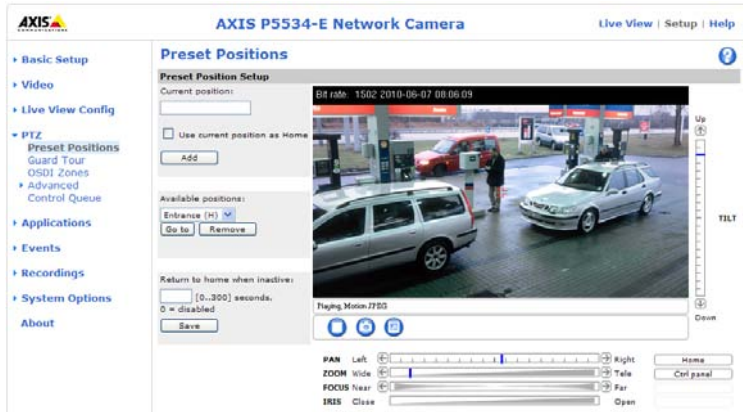 AXIS
COMMUNICATIONS
AXIS P5534-E Network Camera
Live View | Setup | Help
Basic Setup
Video
Live View Config
PTZ
Preset Positions
Guard Tour
OSDI Zones
Advanced
Control Queue
Applications
Events
Recordings
System Options
About
Preset Positions
?
Preset Position Setup
Current position:
Use current position as Home
Add
Available positions:
Entrance (H)
Go to Remove
Return to home when inactive:
[0..300] seconds.
0 = disabled
Save
Bit rate: 1502 2010-06-07 08:06:09
Playing, Motion JPEG
Up
TILT
Down
PAN Left Right Home
ZOOM Wide Tele Ctrl panel
FOCUS Near Far
IRIS Close Open